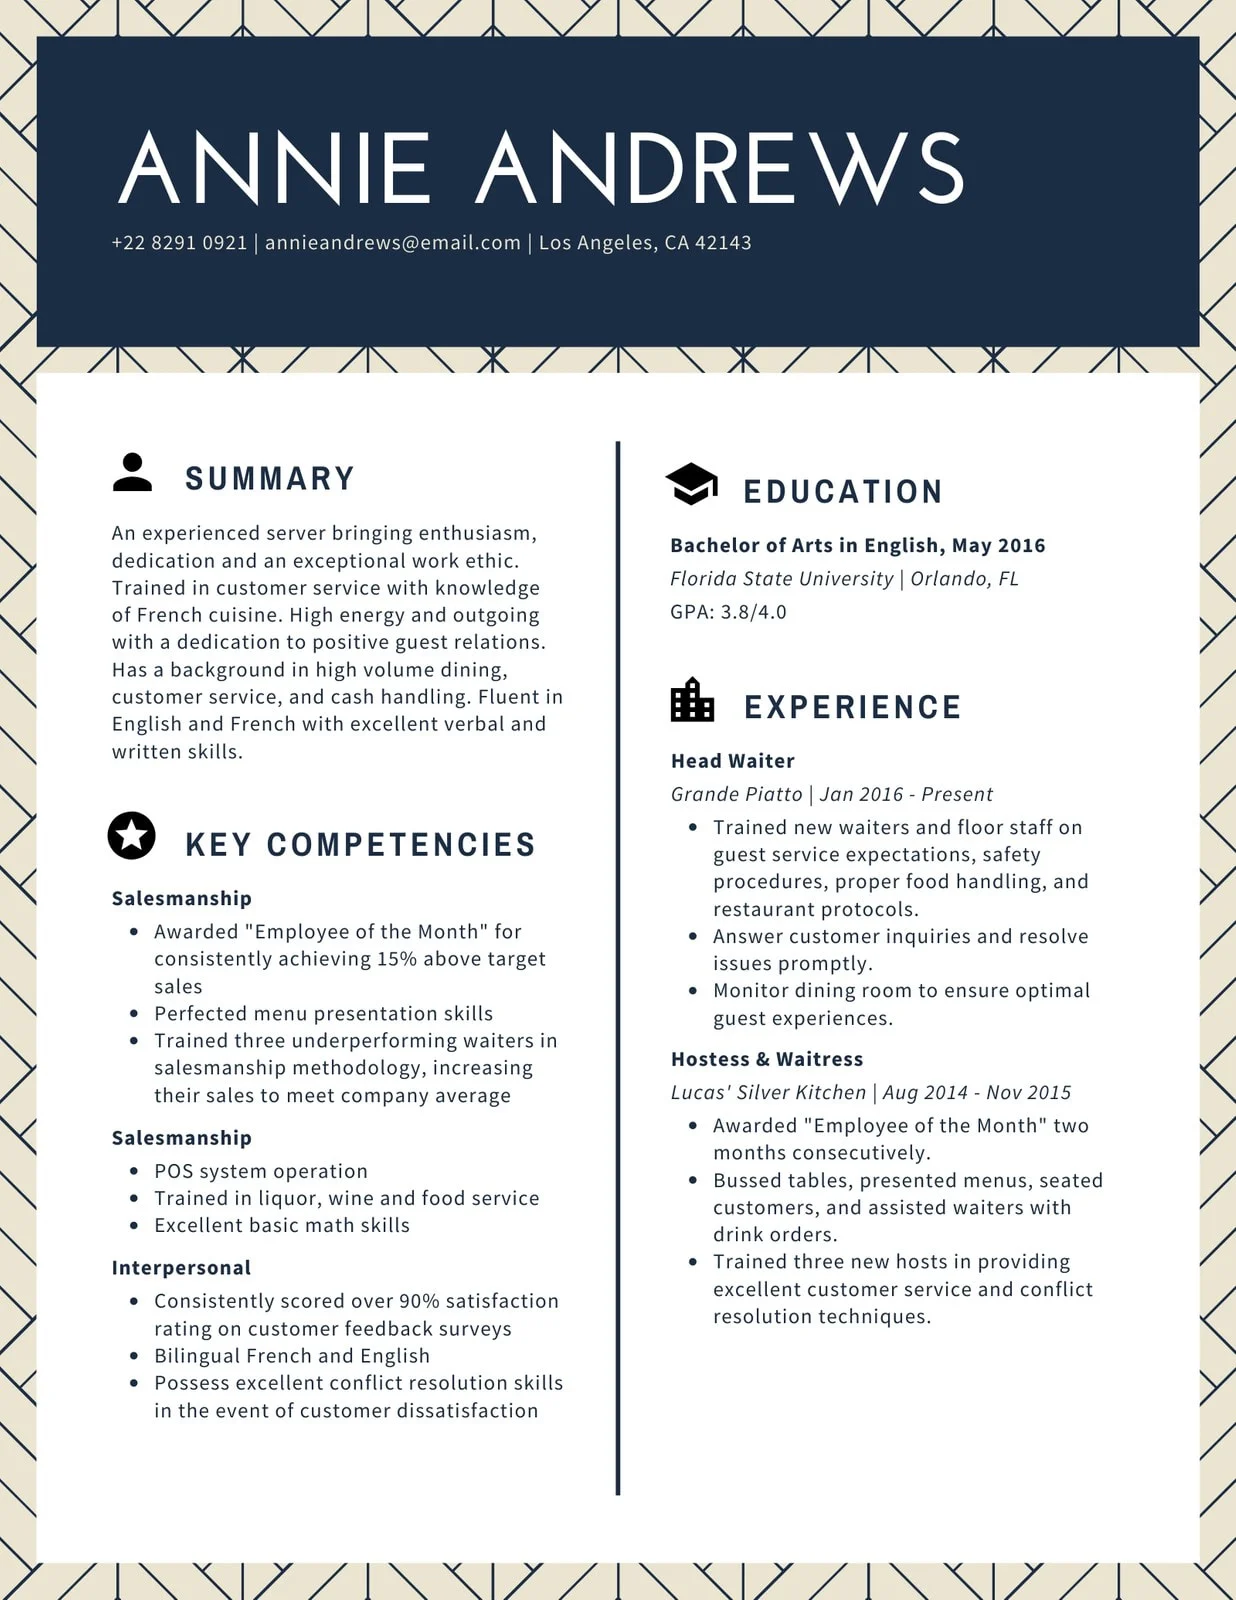 ANNIE ANDREWS
+22 8291 0921 | annieandrews@email.com | Los Angeles, CA 42143
SUMMARY
An experienced server bringing enthusiasm,
dedication and an exceptional work ethic.
Trained in customer service with knowledge
of French cuisine. High energy and outgoing
with a dedication to positive guest relations.
Has a background in high volume dining,
customer service, and cash handling. Fluent in
English and French with excellent verbal and
written skills.
KEY COMPETENCIES
Salesmanship
• Awarded "Employee of the Month" for
consistently achieving 15% above target
sales
• Perfected menu presentation skills
• Trained three underperforming waiters in
salesmanship methodology, increasing
their sales to meet company average
Salesmanship
• POS system operation
• Trained in liquor, wine and food service
• Excellent basic math skills
Interpersonal
• Consistently scored over 90% satisfaction
rating on customer feedback surveys
• Bilingual French and English
• Possess excellent conflict resolution skills
in the event of customer dissatisfaction
EDUCATION
Bachelor of Arts in English, May 2016
Florida State University | Orlando, FL
GPA: 3.8/4.0
EXPERIENCE
Head Waiter
Grande Piatto | Jan 2016 - Present
• Trained new waiters and floor staff on
guest service expectations, safety
procedures, proper food handling, and
restaurant protocols.
• Answer customer inquiries and resolve
issues promptly.
• Monitor dining room to ensure optimal
guest experiences.
Hostess & Waitress
Lucas' Silver Kitchen | Aug 2014 - Nov 2015
• Awarded "Employee of the Month" two
months consecutively.
• Bussed tables, presented menus, seated
customers, and assisted waiters with
drink orders.
• Trained three new hosts in providing
excellent customer service and conflict
resolution techniques.